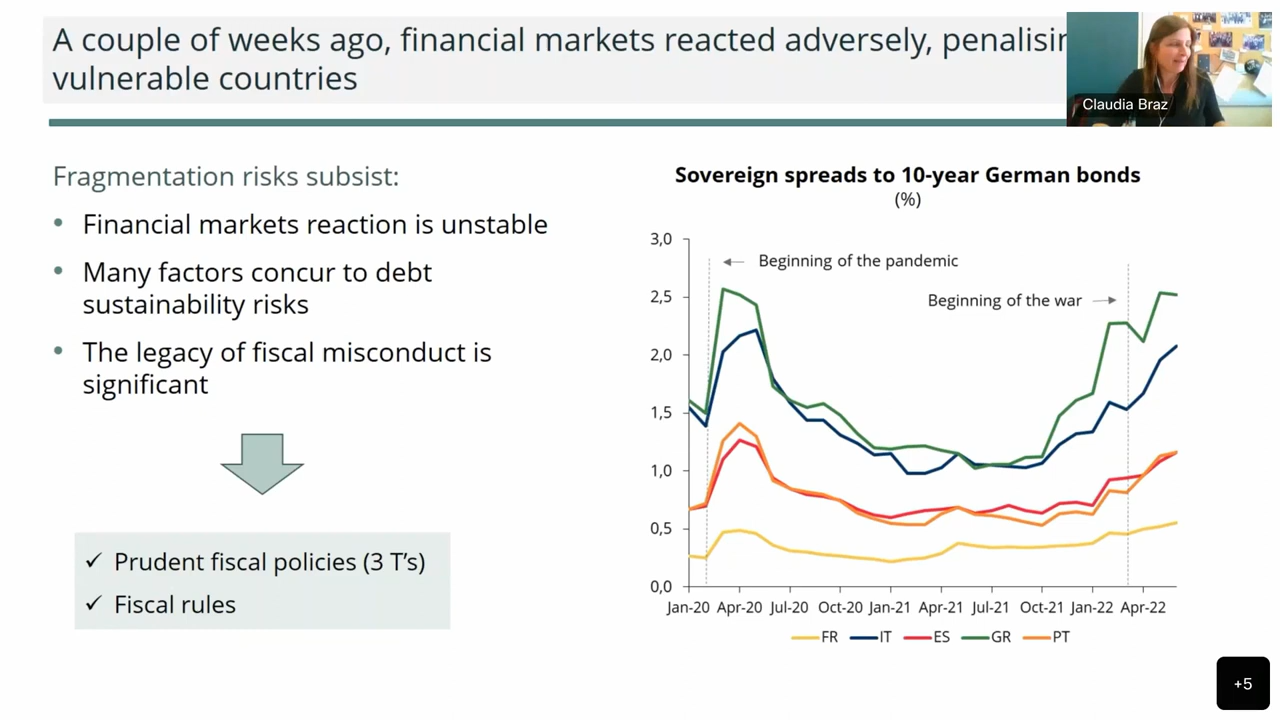 A couple of weeks ago, financial markets reacted adversely, penalisin
vulnerable countries
Claudia Braz
Fragmentation risks subsist:
• Financial markets reaction is unstable
• Many factors concur to debt
sustainability risks
• The legacy of fiscal misconduct is
significant
✓ Prudent fiscal policies (3 T’s)
✓ Fiscal rules
Sovereign spreads to 10-year German bonds
(%)
3,0
2,5
2,0
1,5
1,0
0,5
0,0
Beginning of the pandemic
Beginning of the war
Jan-20 Apr-20 Jul-20 Oct-20 Jan-21 Apr-21 Jul-21 Oct-21 Jan-22 Apr-22
FR IT ES GR PT
+5